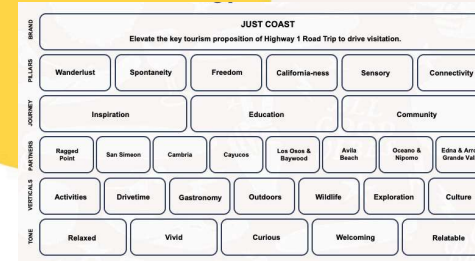 BRAND
JUST COAST
Elevate the key tourism proposition of Highway 1 Road Trip to drive visitation.
PILLARS
Wanderlust
Spontaneity
Freedom
California-ness
Sensory
Connectivity
JOURNEY
Inspiration
Education
Community
PARTNERS
Ragged
Point
San Simeon
Cambria
Cayucos
Los Osos &
Baywood
Avila
Beach
Oceano &
Nipomo
Edna &
Grande
VERTICALS
Activities
Drivetime
Gastronomy
Outdoors
Wildlife
Exploration
Culture
TONE
Relaxed
Vivid
Curious
Welcoming
Relatable